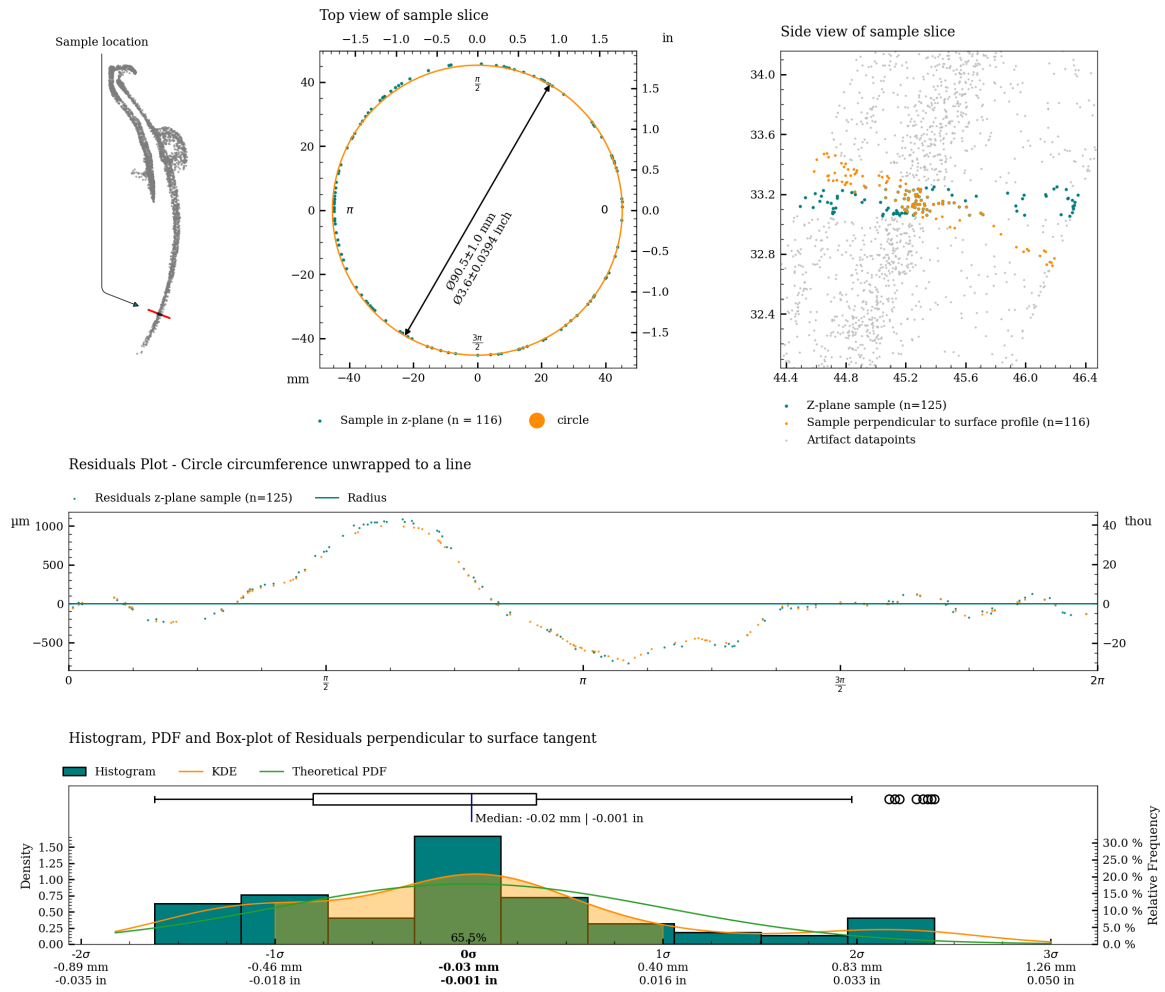 Sample location
Top view of sample slice
−1.5 −1.0 −0.5 0.0 0.5 1.0 1.5 in
40
20
0
−20
−40
mm
−40 −20 0 20 40
1.5
1.0
0.5
0.0
−0.5
−1.0
−1.5
π/2
π
0
3π/2
Ø90.5±1.0 mm
Ø3.6±0.0394 inch
Sample in z-plane (n = 116) circle
Side view of sample slice
34.0
33.6
33.2
32.8
32.4
44.4 44.8 45.2 45.6 46.0 46.4
Z-plane sample (n=125)
Sample perpendicular to surface profile (n=116)
Artifact datapoints
Residuals Plot - Circle circumference unwrapped to a line
Residuals z-plane sample (n=125) Radius
µm
1000
500
0
−500
thou
40
20
0
−20
0 π/2 π 3π/2 2π
Histogram, PDF and Box-plot of Residuals perpendicular to surface tangent
Histogram KDE Theoretical PDF
Median: -0.02 mm | -0.001 in
Density
1.50
1.25
1.00
0.75
0.50
0.25
0.00
Relative Frequency
30.0 %
25.0 %
20.0 %
15.0 %
10.0 %
5.0 %
0.0 %
65.5%
-2σ -1σ 0σ 1σ 2σ 3σ
-0.89 mm -0.46 mm -0.03 mm 0.40 mm 0.83 mm 1.26 mm
-0.035 in -0.018 in -0.001 in 0.016 in 0.033 in 0.050 in